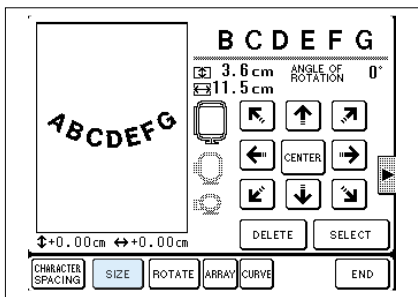 B C D E F G
3.6cm
ANGLE OF
ROTATION
0°
11.5cm
ABCDEFG
CENTER
DELETE
SELECT
+0.00cm ↔+0.00cm
CHARACTER
SPACING
SIZE
ROTATE
ARRAY
CURVE
END